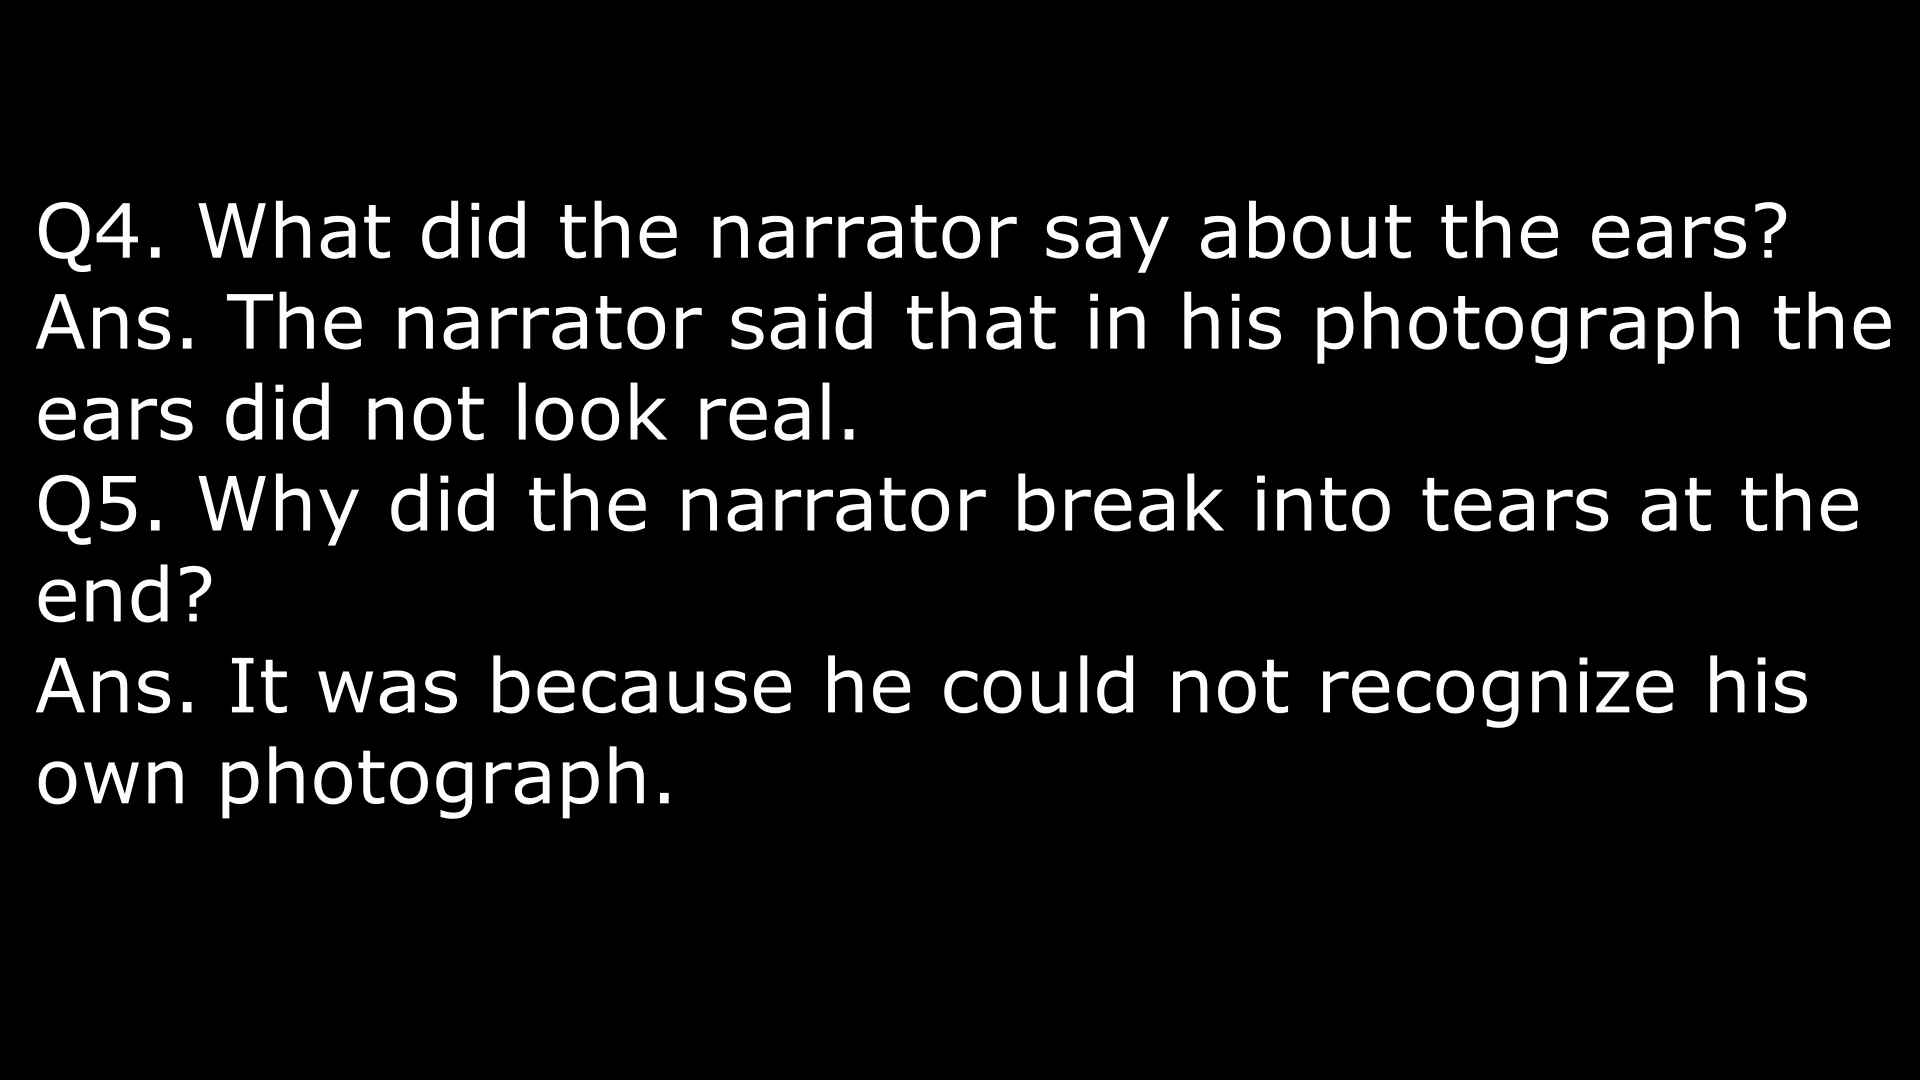 Q4. What did the narrator say about the ears?
Ans. The narrator said that in his photograph the
ears did not look real.
Q5. Why did the narrator break into tears at the
end?
Ans. It was because he could not recognize his
own photograph.